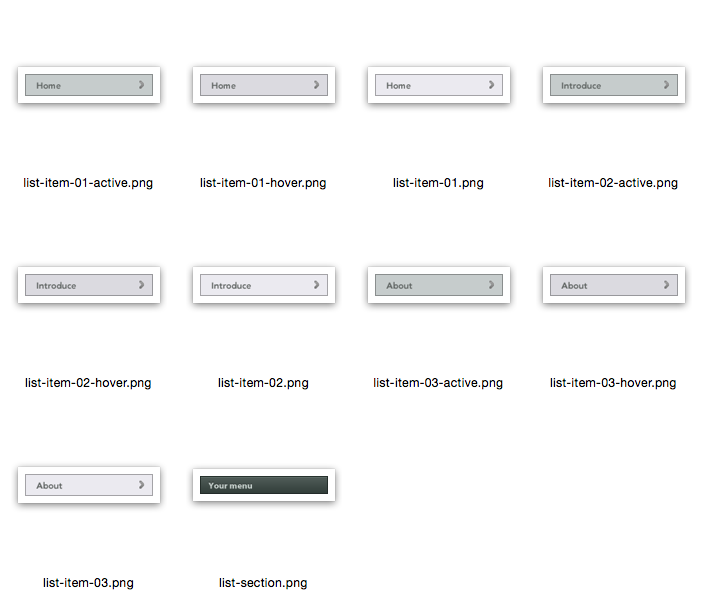 Home
Home
Home
Introduce
list-item-01-active.png
list-item-01-hover.png
list-item-01.png
list-item-02-active.png
Introduce
Introduce
About
About
list-item-02-hover.png
list-item-02.png
list-item-03-active.png
list-item-03-hover.png
About
Your menu
list-item-03.png
list-section.png